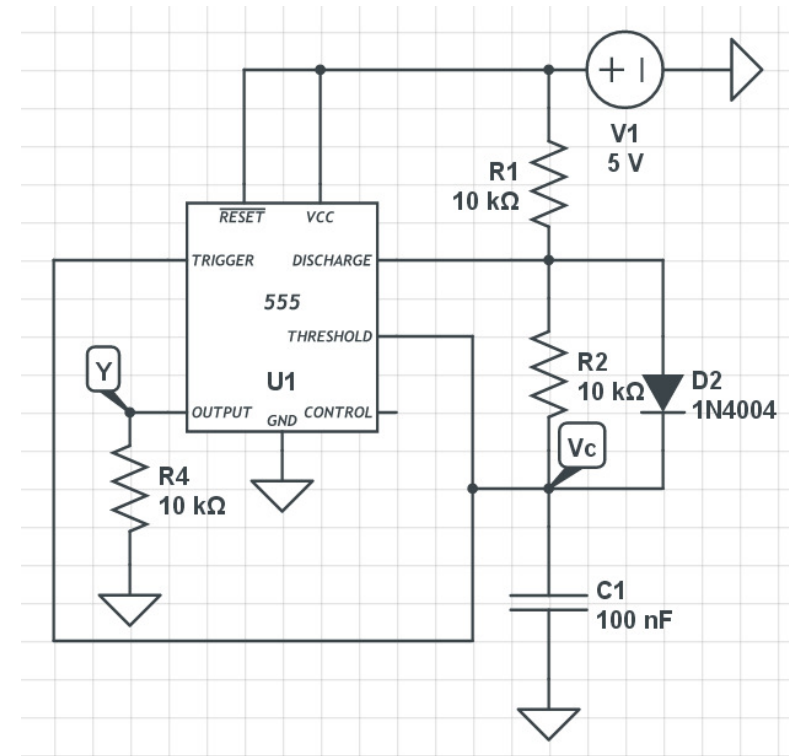 + |
V1
5 V
R1
10 kΩ
RESET
VCC
TRIGGER
DISCHARGE
555
THRESHOLD
U1
R2
10 kΩ
D2
1N4004
Y
OUTPUT
GND
CONTROL
Vc
R4
10 kΩ
C1
100 nF